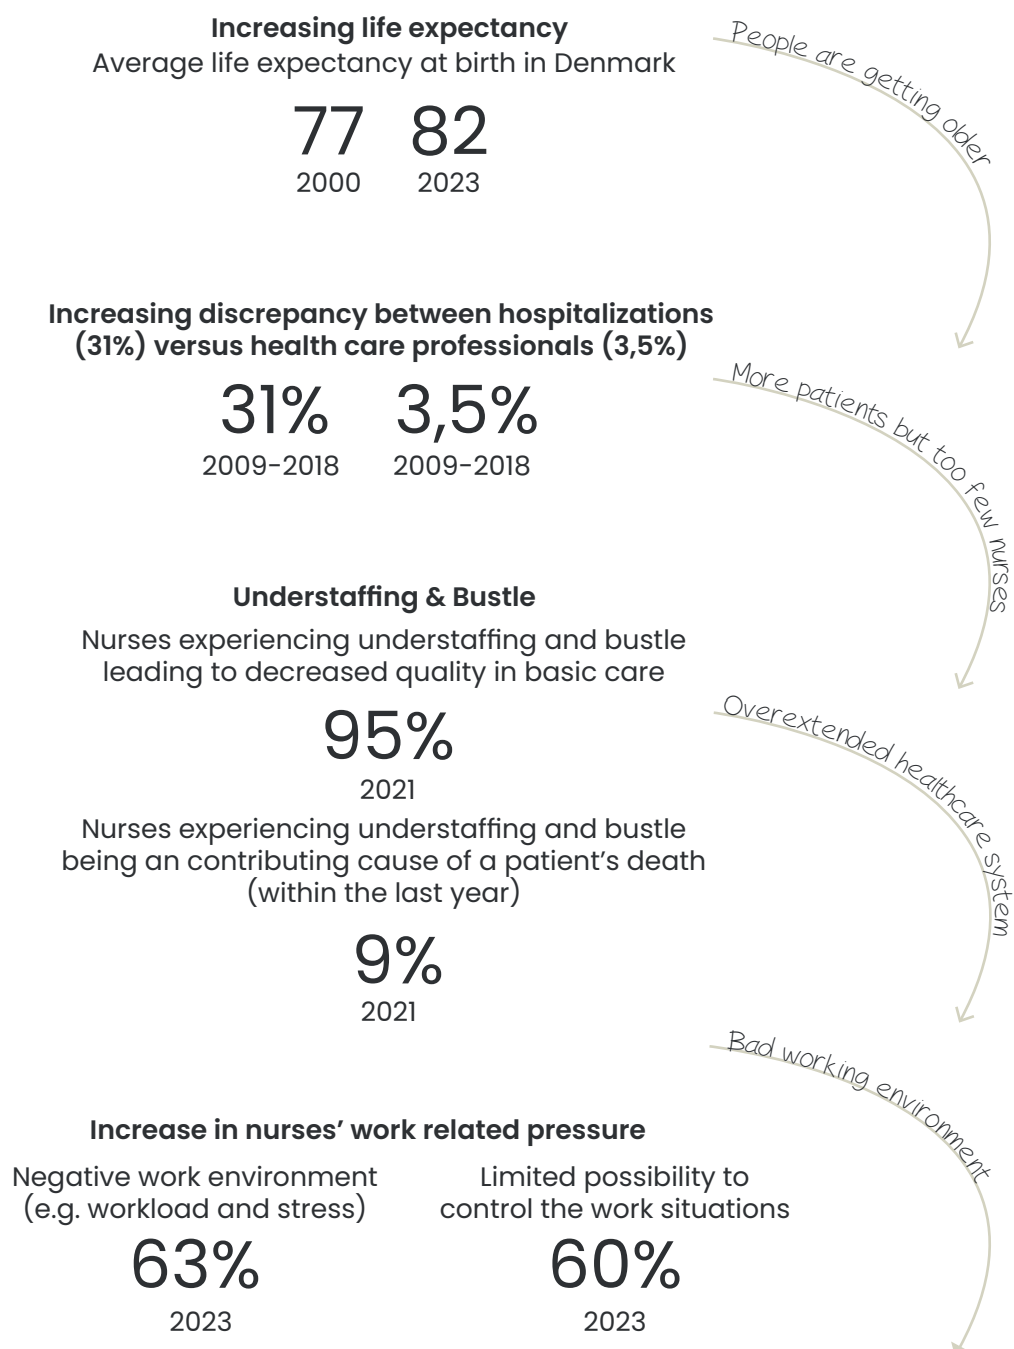 Increasing life expectancy
Average life expectancy at birth in Denmark
77 82
2000 2023
People are getting older
Increasing discrepancy between hospitalizations
(31%) versus health care professionals (3,5%)
31% 3,5%
2009-2018 2009-2018
More patients but too few nurses
Understaffing & Bustle
Nurses experiencing understaffing and bustle
leading to decreased quality in basic care
95%
2021
Nurses experiencing understaffing and bustle
being an contributing cause of a patient’s death
(within the last year)
9%
2021
Overextended healthcare system
Bad working environment
Increase in nurses’ work related pressure
Negative work environment
(e.g. workload and stress)
63%
2023
Limited possibility to
control the work situations
60%
2023